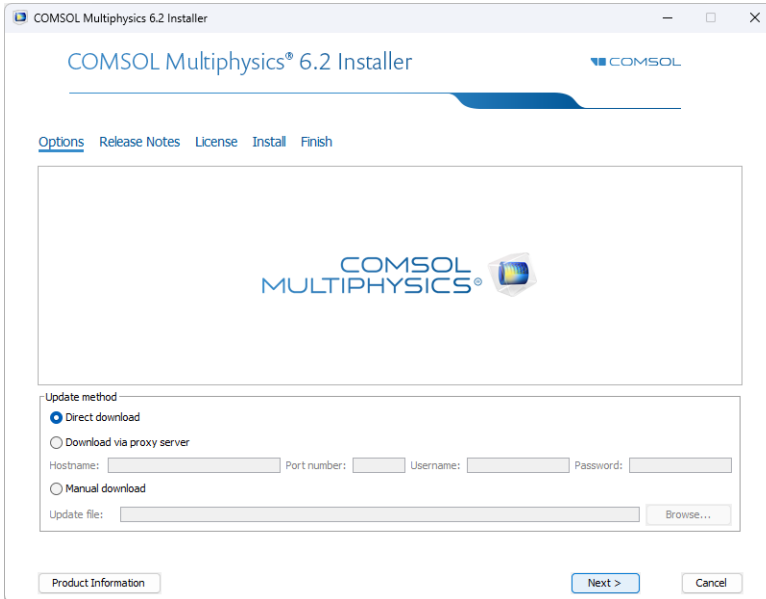 COMSOL Multiphysics 6.2 Installer
COMSOL Multiphysics® 6.2 Installer
COMSOL
Options Release Notes License Install Finish
COMSOL
MULTIPHYSICS®
Update method
Direct download
Download via proxy server
Hostname: Port number: Username: Password:
Manual download
Update file: Browse...
Product Information Next > Cancel